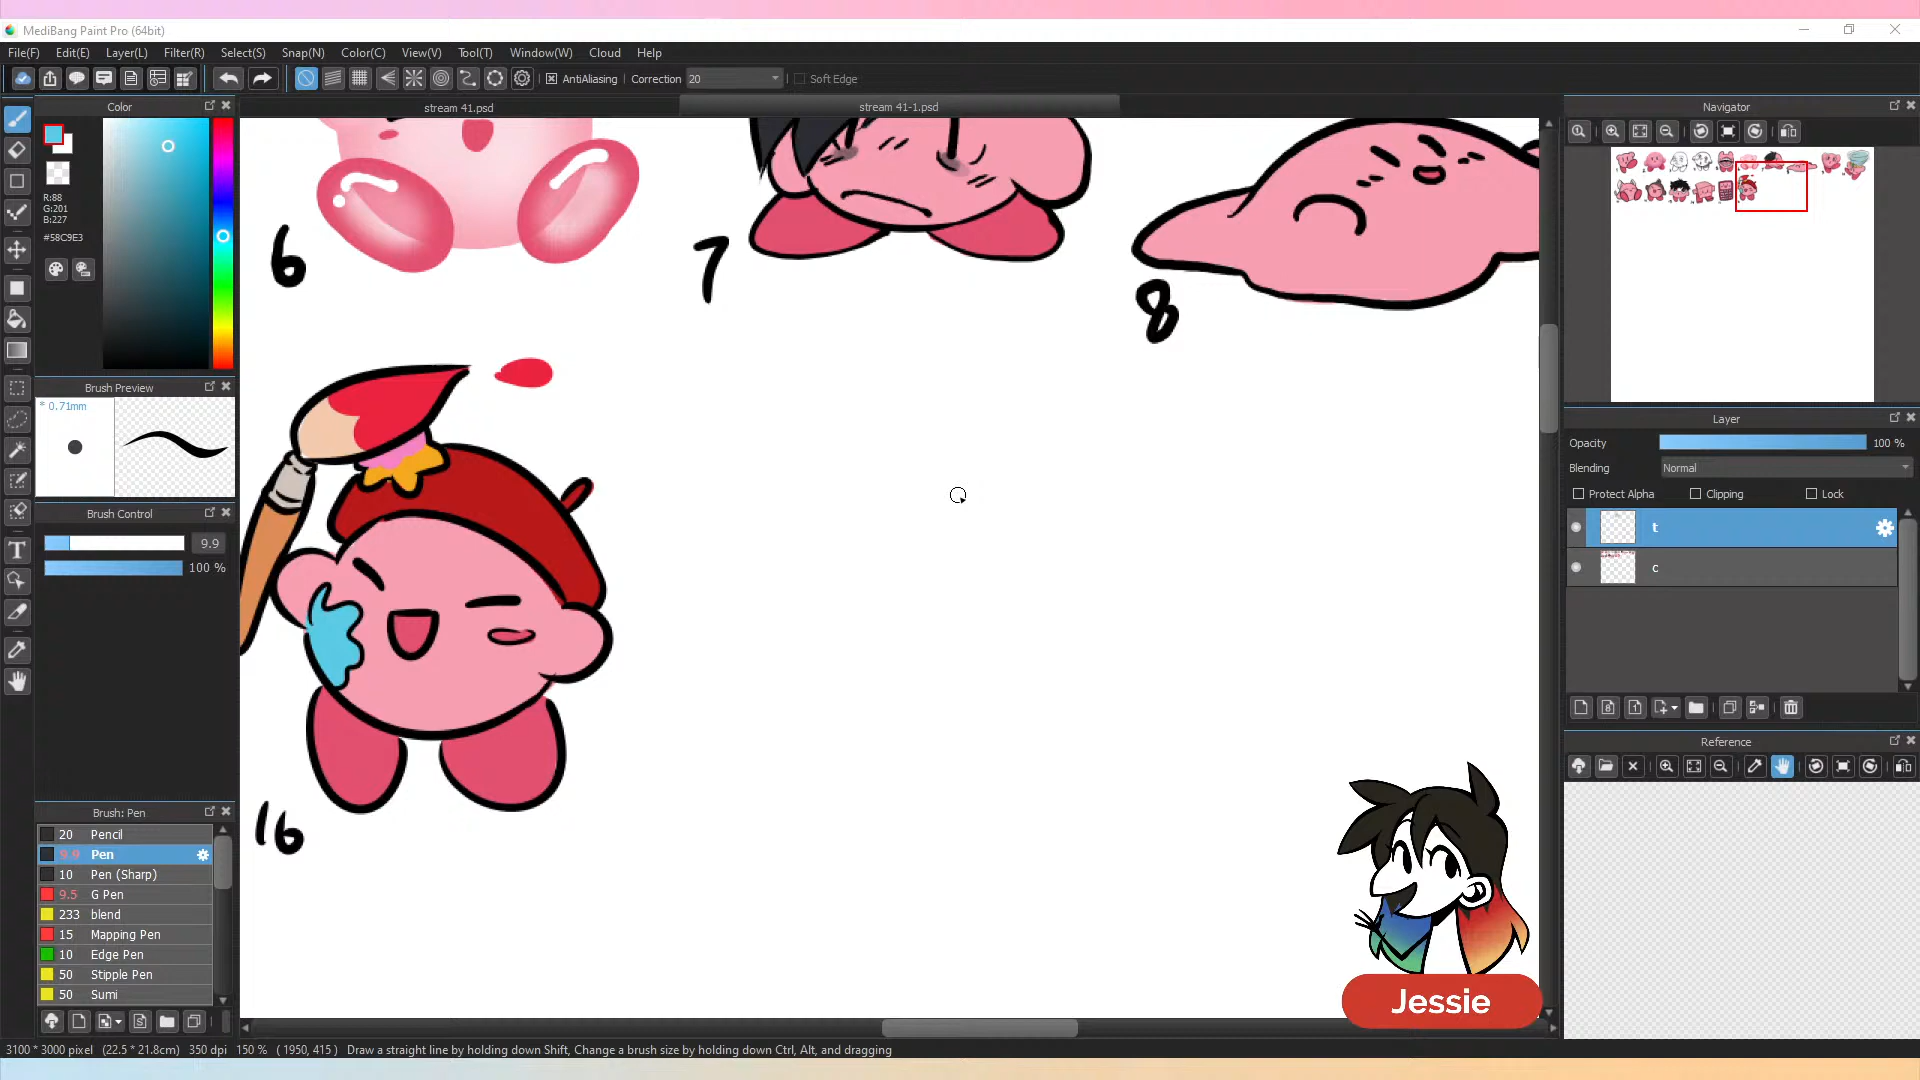 MediBang Paint Pro (64bit)
File(F) Edit(E) Layer(L) Filter(R) Select(S) Snap(N) Color(C) View(V) Tool(T) Window(W) Cloud Help
AntiAliasing Correction 20 Soft Edge
Color
stream 41.psd
stream 41-1.psd
Navigator
R:88
G:201
B:227
#58C9E3
Brush Preview
* 0.71mm
Brush Control
9.9
100 %
Brush: Pen
20 Pencil
9.9 Pen
10 Pen (Sharp)
9.5 G Pen
233 blend
15 Mapping Pen
10 Edge Pen
50 Stipple Pen
50 Sumi
6
7
8
16
Layer
Opacity 100 %
Blending Normal
Protect Alpha Clipping Lock
t
c
Reference
Jessie
3100 * 3000 pixel (22.5 * 21.8cm) 350 dpi 150 % ( 1950, 415 ) Draw a straight line by holding down Shift, Change a brush size by holding down Ctrl, Alt, and dragging